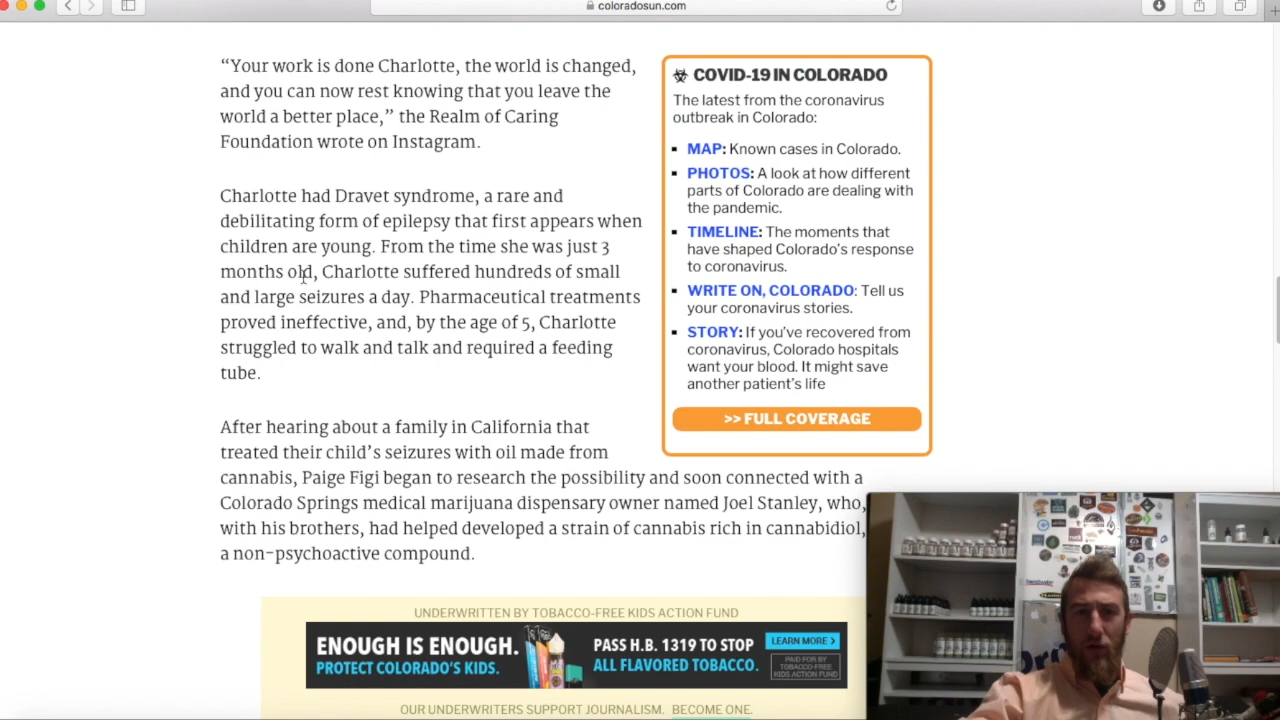 coloradosun.com
“Your work is done Charlotte, the world is changed,
and you can now rest knowing that you leave the
world a better place,” the Realm of Caring
Foundation wrote on Instagram.
Charlotte had Dravet syndrome, a rare and
debilitating form of epilepsy that first appears when
children are young. From the time she was just 3
months old, Charlotte suffered hundreds of small
and large seizures a day. Pharmaceutical treatments
proved ineffective, and, by the age of 5, Charlotte
struggled to walk and talk and required a feeding
tube.
After hearing about a family in California that
treated their child’s seizures with oil made from
cannabis, Paige Figi began to research the possibility and soon connected with a
Colorado Springs medical marijuana dispensary owner named Joel Stanley, who,
with his brothers, had helped developed a strain of cannabis rich in cannabidiol,
a non-psychoactive compound.
COVID-19 IN COLORADO
The latest from the coronavirus
outbreak in Colorado:
▪ MAP: Known cases in Colorado.
▪ PHOTOS: A look at how different
parts of Colorado are dealing with
the pandemic.
▪ TIMELINE: The moments that
have shaped Colorado’s response
to coronavirus.
▪ WRITE ON, COLORADO: Tell us
your coronavirus stories.
▪ STORY: If you’ve recovered from
coronavirus, Colorado hospitals
want your blood. It might save
another patient’s life
>> FULL COVERAGE
UNDERWRITTEN BY TOBACCO-FREE KIDS ACTION FUND
ENOUGH IS ENOUGH.
PROTECT COLORADO’S KIDS.
PASS H.B. 1319 TO STOP
ALL FLAVORED TOBACCO.
LEARN MORE >
PAID FOR BY
TOBACCO-FREE
KIDS ACTION FUND
OUR UNDERWRITERS SUPPORT JOURNALISM. BECOME ONE.